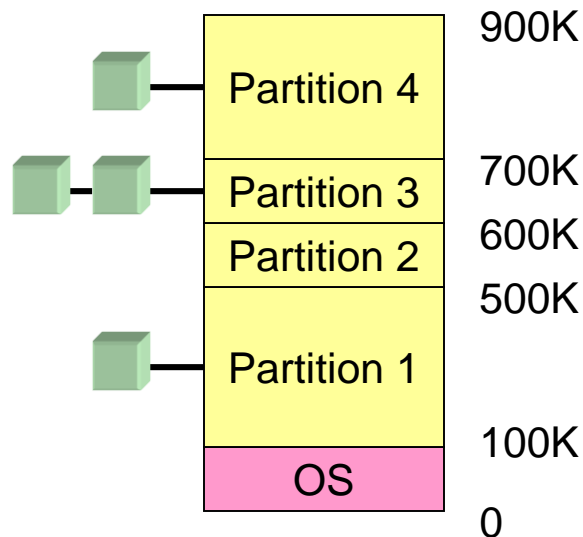 900K
Partition 4
700K
Partition 3
600K
Partition 2
500K
Partition 1
100K
OS
0